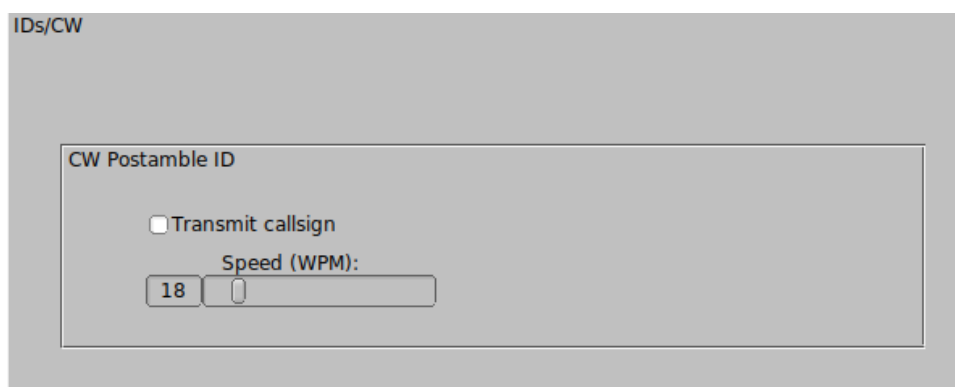 IDs/CW
CW Postamble ID
Transmit callsign
Speed (WPM):
18